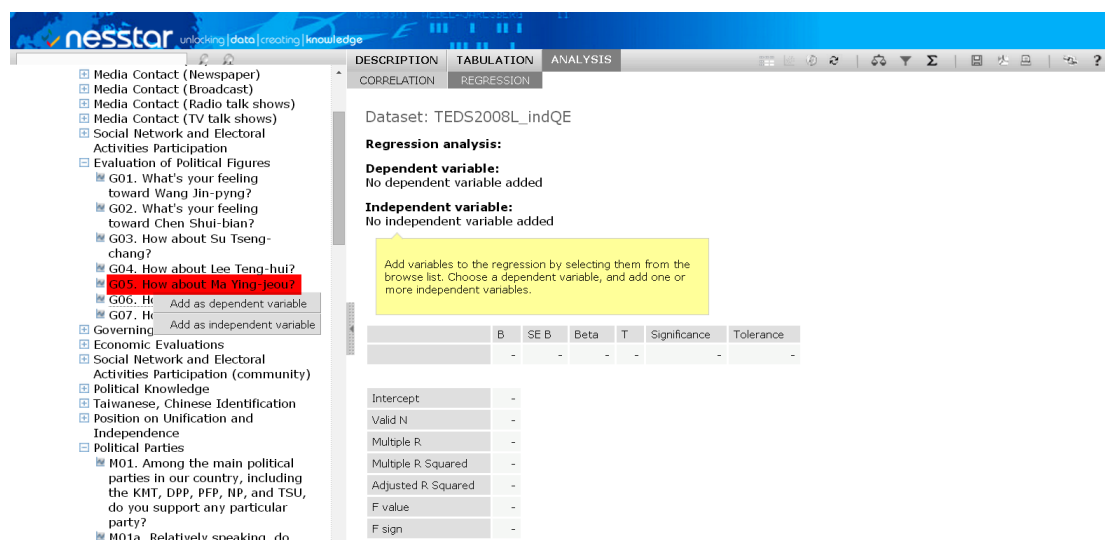 nesstar unlocking|data|creating|knowledge
DESCRIPTION TABULATION ANALYSIS
CORRELATION REGRESSION
Media Contact (Newspaper)
Media Contact (Broadcast)
Media Contact (Radio talk shows)
Media Contact (TV talk shows)
Social Network and Electoral
Activities Participation
Evaluation of Political Figures
G01. What's your feeling
toward Wang Jin-pyng?
G02. What's your feeling
toward Chen Shui-bian?
G03. How about Su Tseng-
chang?
G04. How about Lee Teng-hui?
G05. How about Ma Ying-jeou?
G06. Ho
G07. Ho
Add as dependent variable
Add as independent variable
Governing
Economic Evaluations
Social Network and Electoral
Activities Participation (community)
Political Knowledge
Taiwanese, Chinese Identification
Position on Unification and
Independence
Political Parties
M01. Among the main political
parties in our country, including
the KMT, DPP, PFP, NP, and TSU,
do you support any particular
party?
M01a. Relatively speaking, do
Dataset: TEDS2008L_indQE
Regression analysis:
Dependent variable:
No dependent variable added
Independent variable:
No independent variable added
Add variables to the regression by selecting them from the
browse list. Choose a dependent variable, and add one or
more independent variables.
B SE B Beta T Significance Tolerance
- - - - - -
Intercept -
Valid N -
Multiple R -
Multiple R Squared -
Adjusted R Squared -
F value -
F sign -